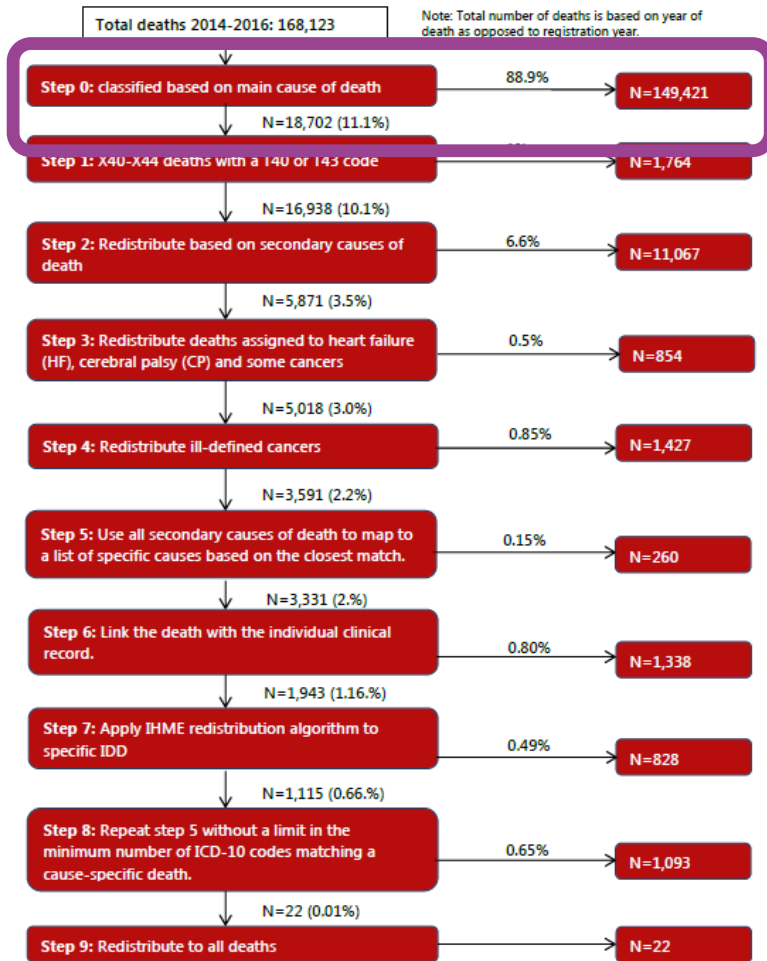 Total deaths 2014-2016: 168,123
Note: Total number of deaths is based on year of
death as opposed to registration year.
Step 0: classified based on main cause of death
88.9%
N=149,421
N=18,702 (11.1%)
Step 1: X40-X44 deaths with a T40 or T43 code
N=1,764
N=16,938 (10.1%)
Step 2: Redistribute based on secondary causes of
death
6.6%
N=11,067
N=5,871 (3.5%)
Step 3: Redistribute deaths assigned to heart failure
(HF), cerebral palsy (CP) and some cancers
0.5%
N=854
N=5,018 (3.0%)
Step 4: Redistribute ill-defined cancers
0.85%
N=1,427
N=3,591 (2.2%)
Step 5: Use all secondary causes of death to map to
a list of specific causes based on the closest match.
0.15%
N=260
N=3,331 (2.%)
Step 6: Link the death with the individual clinical
record.
0.80%
N=1,338
N=1,943 (1.16.%)
Step 7: Apply IHME redistribution algorithm to
specific IDD
0.49%
N=828
N=1,115 (0.66.%)
Step 8: Repeat step 5 without a limit in the
minimum number of ICD-10 codes matching a
cause-specific death.
0.65%
N=1,093
N=22 (0.01%)
Step 9: Redistribute to all deaths
N=22